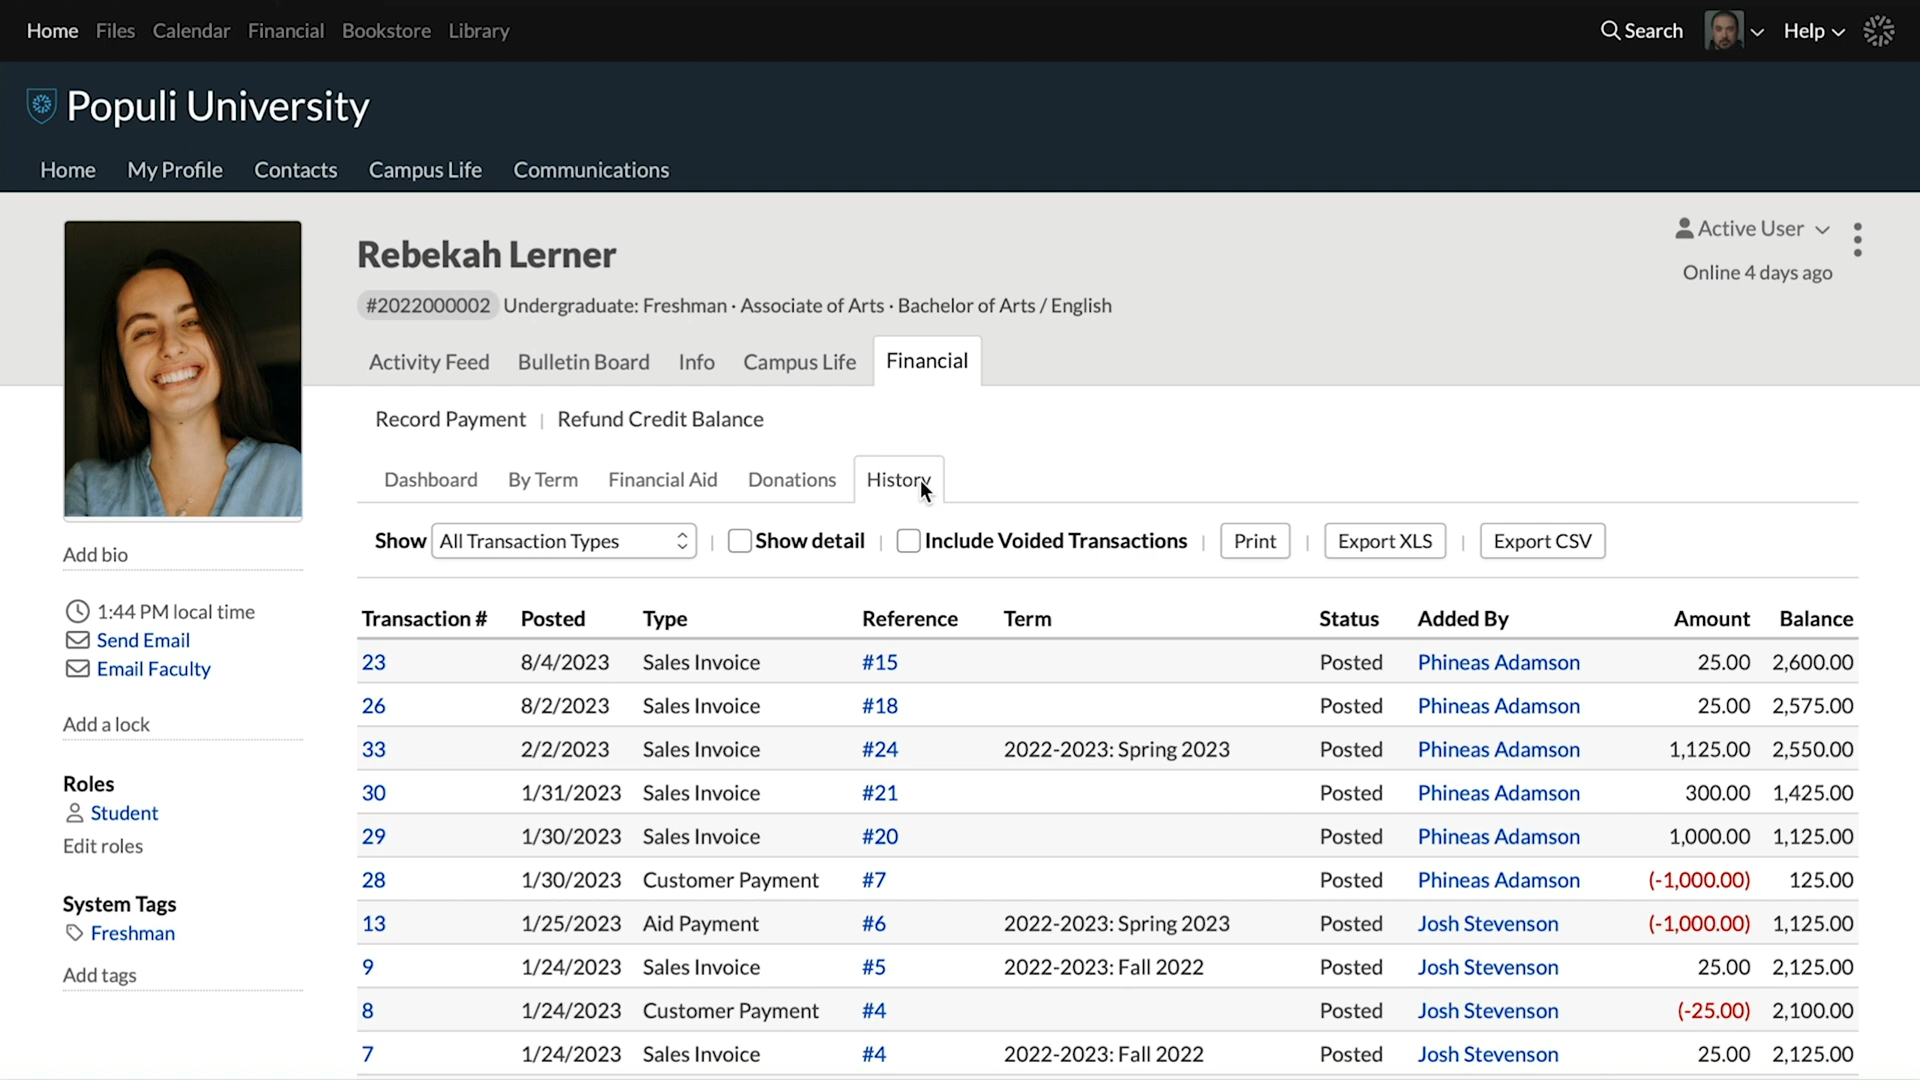 Home Files Calendar Financial Bookstore Library Search Help
Populi University
Home My Profile Contacts Campus Life Communications
Active User
Rebekah Lerner
Online 4 days ago
#2022000002 Undergraduate: Freshman · Associate of Arts · Bachelor of Arts / English
Activity Feed Bulletin Board Info Campus Life Financial
Record Payment | Refund Credit Balance
Dashboard By Term Financial Aid Donations History
Show All Transaction Types | Show detail | Include Voided Transactions | Print | Export XLS | Export CSV
Add bio
1:44 PM local time
Send Email
Email Faculty
Add a lock
Roles
Student
Edit roles
System Tags
Freshman
Add tags
Transaction # Posted Type Reference Term Status Added By Amount Balance
23 8/4/2023 Sales Invoice #15 Posted Phineas Adamson 25.00 2,600.00
26 8/2/2023 Sales Invoice #18 Posted Phineas Adamson 25.00 2,575.00
33 2/2/2023 Sales Invoice #24 2022-2023: Spring 2023 Posted Phineas Adamson 1,125.00 2,550.00
30 1/31/2023 Sales Invoice #21 Posted Phineas Adamson 300.00 1,425.00
29 1/30/2023 Sales Invoice #20 Posted Phineas Adamson 1,000.00 1,125.00
28 1/30/2023 Customer Payment #7 Posted Phineas Adamson (-1,000.00) 125.00
13 1/25/2023 Aid Payment #6 2022-2023: Spring 2023 Posted Josh Stevenson (-1,000.00) 1,125.00
9 1/24/2023 Sales Invoice #5 2022-2023: Fall 2022 Posted Josh Stevenson 25.00 2,125.00
8 1/24/2023 Customer Payment #4 Posted Josh Stevenson (-25.00) 2,100.00
7 1/24/2023 Sales Invoice #4 2022-2023: Fall 2022 Posted Josh Stevenson 25.00 2,125.00